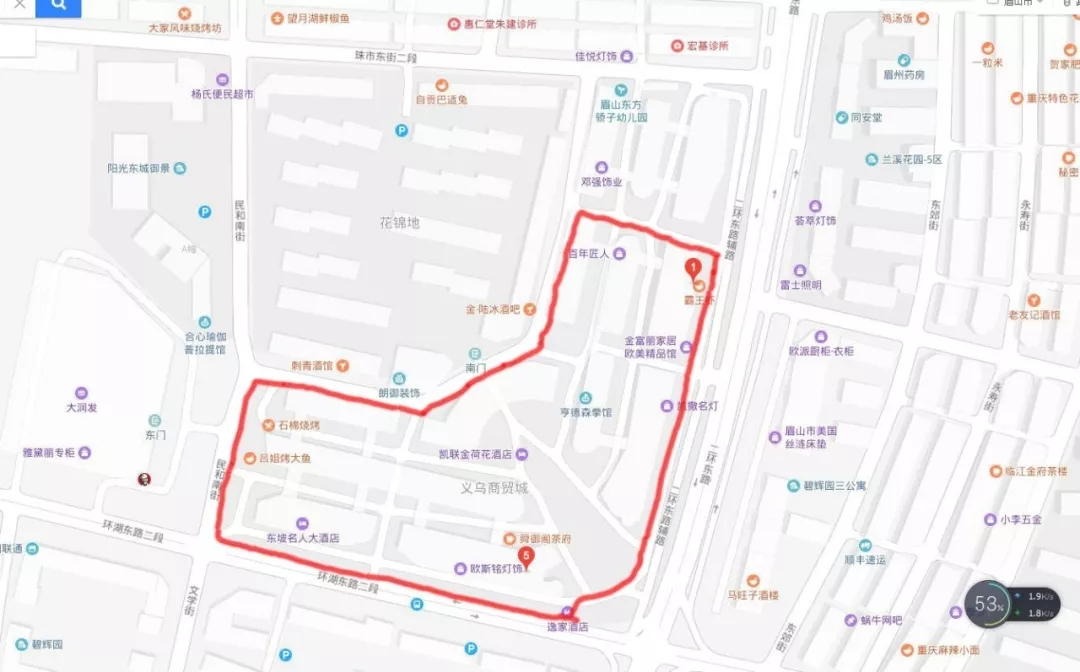 眉山市
大家风味烧烤坊
望月湖鲜椒鱼
惠仁堂朱建诊所
宏基诊所
鸡汤饭
珠市东街二段
佳悦灯饰
眉州药房
一粒米
杨氏便民超市
自贡巴适兔
眉山东方
骄子幼儿园
同安堂
重庆特色花
P
阳光东城御景
兰溪花园-5区
秘密
邓强饰业
民和南街
P
花锦地
二环东路辅路
荟萃灯饰
东郊街
永寿街
A幢
百年匠人
1
霸王虾
富士照明
老友记酒馆
金·陆冰酒吧
合心瑜伽
普拉提馆
金富丽家居
欧美精品馆
欧派厨柜·衣柜
南门
刺青酒馆
朗御装饰
大润发
亨德森拳馆
凯撒名灯
永寿街
东门
石棉烧烤
眉山市美国
丝涟床垫
雅黛丽专柜
吕姐烤大鱼
凯联金荷花酒店
二环东路
临江金府茶楼
民和南街
义乌商贸城
碧辉园三公寓
二环东路辅路
环湖东路二段
东坡名人大酒店
舜御阁茶府
小李五金
联通
5
欧斯铭灯饰
顺丰速运
环湖东路二段
文学街
马旺子酒楼
53%
1.9K/s
1.8K/s
逸家酒店
蜗牛网吧
东郊街
碧辉园
P
P
重庆麻辣小面